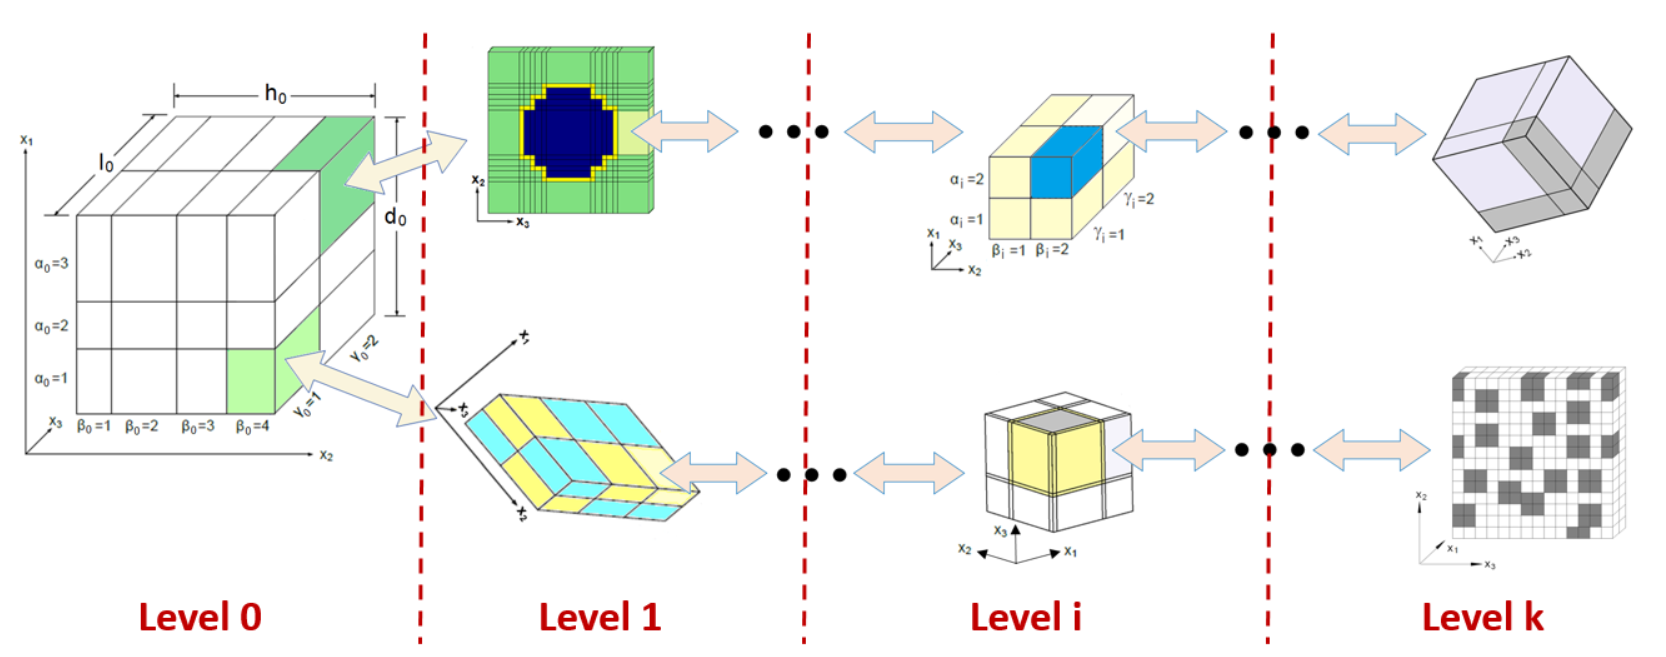 h₀
x₁
l₀
d₀
α₀=3
α₀=2
α₀=1
γ₀=2
γ₀=1
x₃
β₀=1
β₀=2
β₀=3
β₀=4
x₂
x₂
x₃
x₁
x₃
x₂
αᵢ=2
αᵢ=1
γᵢ=2
γᵢ=1
x₁
x₃
βᵢ=1
βᵢ=2
x₂
x₃
x₂
x₁
x₁
x₃
x₂
x₂
x₁
x₃
Level 0
Level 1
Level i
Level k